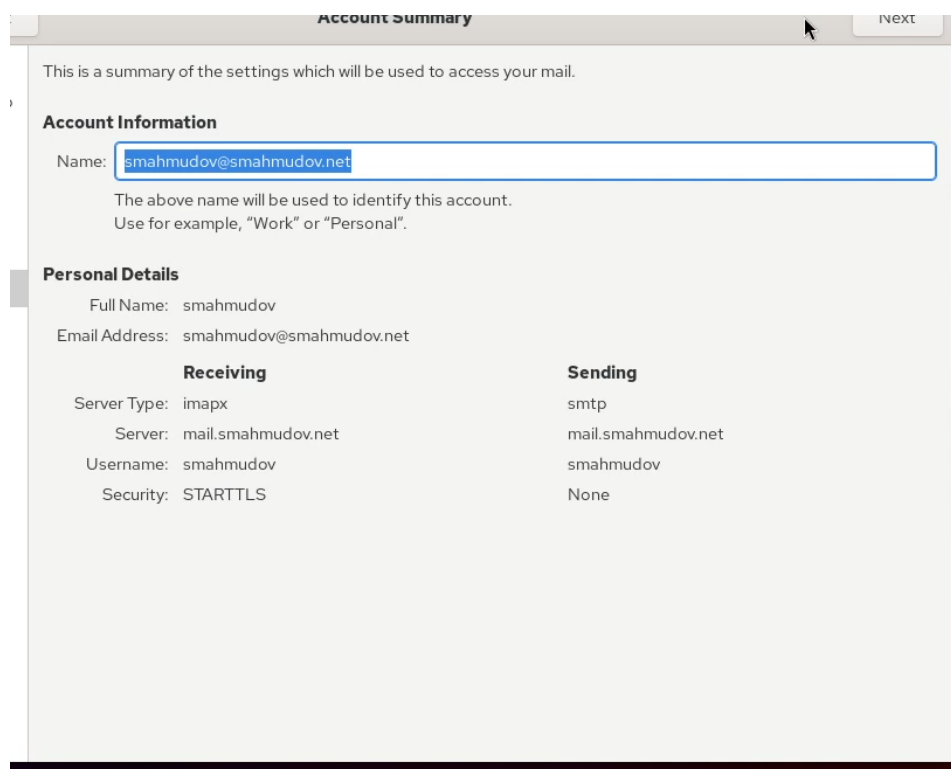 Account Summary
Next
This is a summary of the settings which will be used to access your mail.
Account Information
Name: smahmudov@smahmudov.net
The above name will be used to identify this account.
Use for example, “Work” or “Personal”.
Personal Details
Full Name: smahmudov
Email Address: smahmudov@smahmudov.net
Receiving Sending
Server Type: imapx smtp
Server: mail.smahmudov.net mail.smahmudov.net
Username: smahmudov smahmudov
Security: STARTTLS None